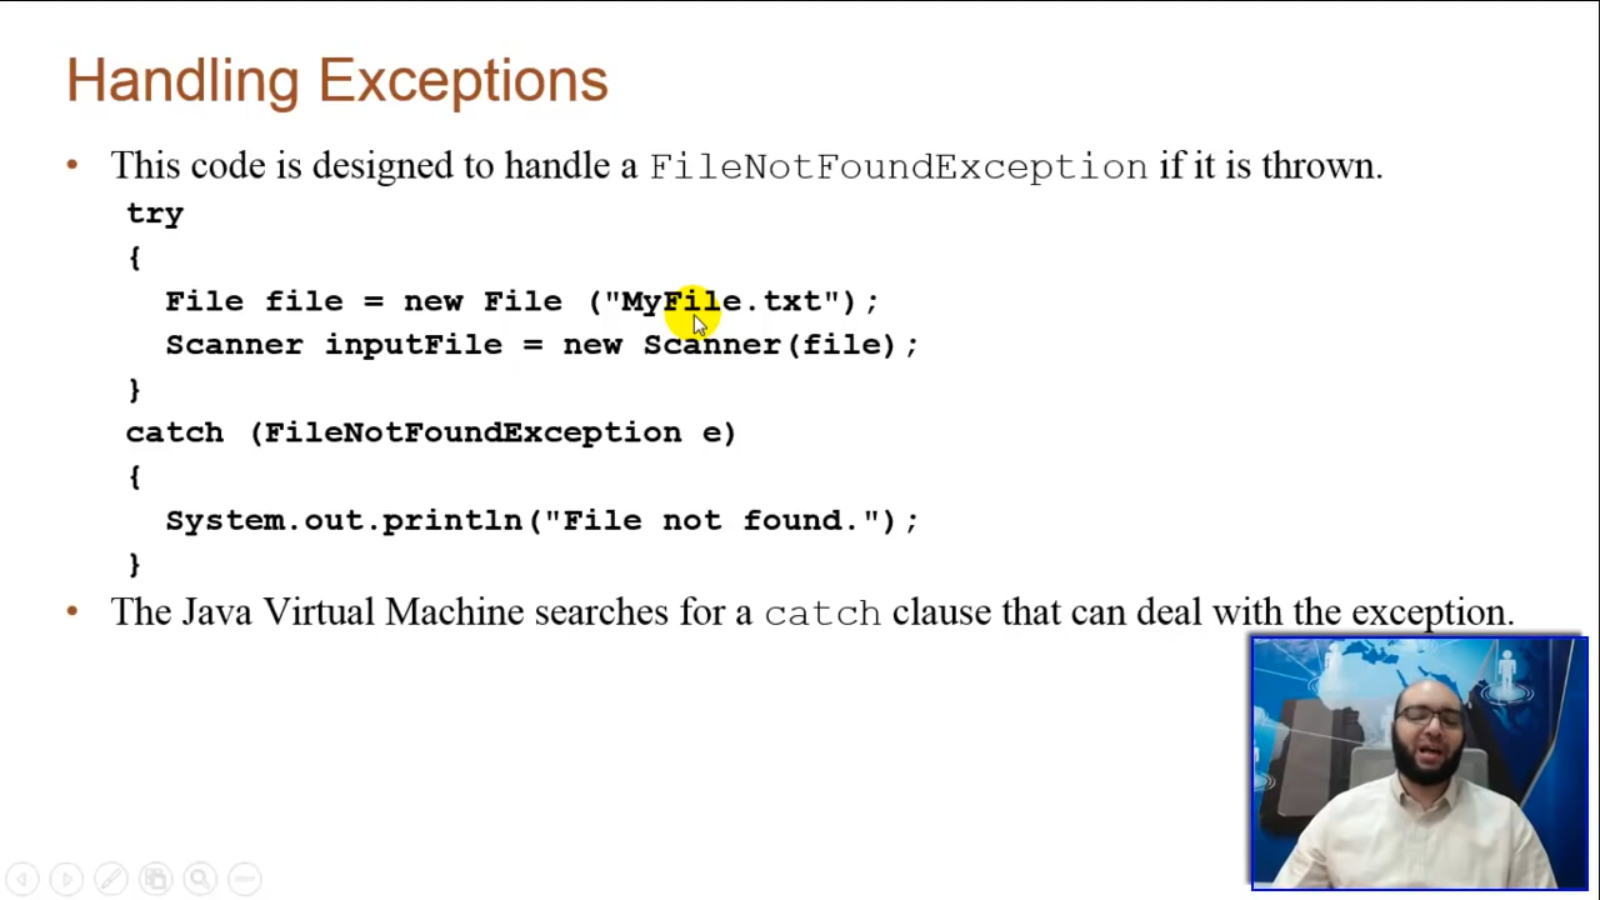 Handling Exceptions
• This code is designed to handle a FileNotFoundException if it is thrown.
try
{
File file = new File ("MyFile.txt");
Scanner inputFile = new Scanner(file);
}
catch (FileNotFoundException e)
{
System.out.println("File not found.");
}
• The Java Virtual Machine searches for a catch clause that can deal with the exception.